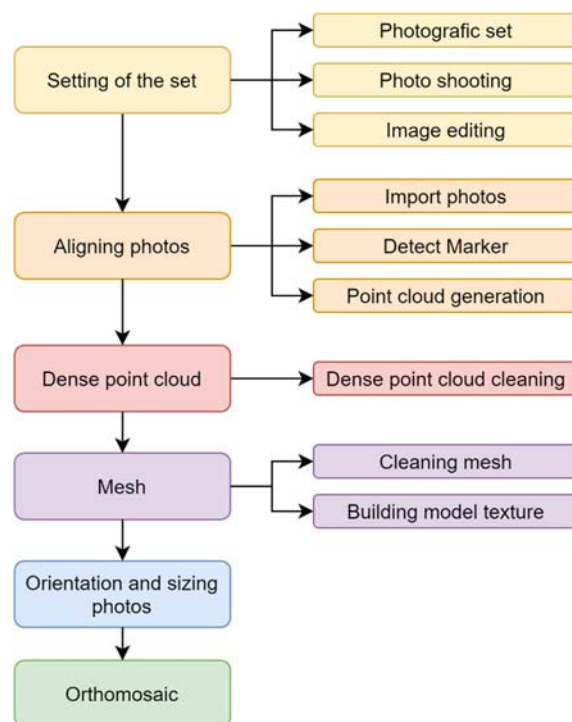 Photografic set
Setting of the set
Photo shooting
Image editing
Import photos
Aligning photos
Detect Marker
Point cloud generation
Dense point cloud
Dense point cloud cleaning
Cleaning mesh
Mesh
Building model texture
Orientation and sizing
photos
Orthomosaic